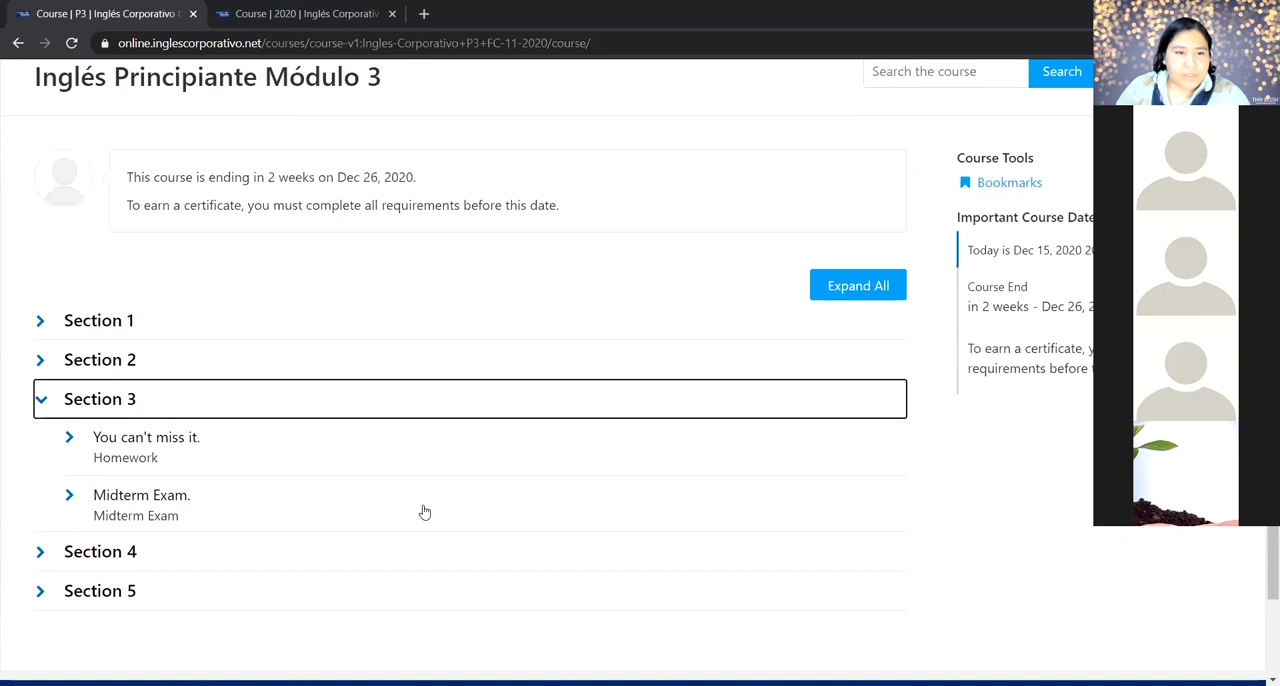 Course | P3 | Inglés Corporativo
Course | 2020 | Inglés Corporativ
online.inglescorporativo.net/courses/course-v1:Ingles-Corporativo+P3+FC-11-2020/course/
Inglés Principiante Módulo 3
Search the course
Search
This course is ending in 2 weeks on Dec 26, 2020.
To earn a certificate, you must complete all requirements before this date.
Course Tools
Bookmarks
Important Course Date
Today is Dec 15, 2020 20
Course End
in 2 weeks - Dec 26, 2
To earn a certificate, y
requirements before t
Expand All
Section 1
Section 2
Section 3
You can't miss it.
Homework
Midterm Exam.
Midterm Exam
Section 4
Section 5